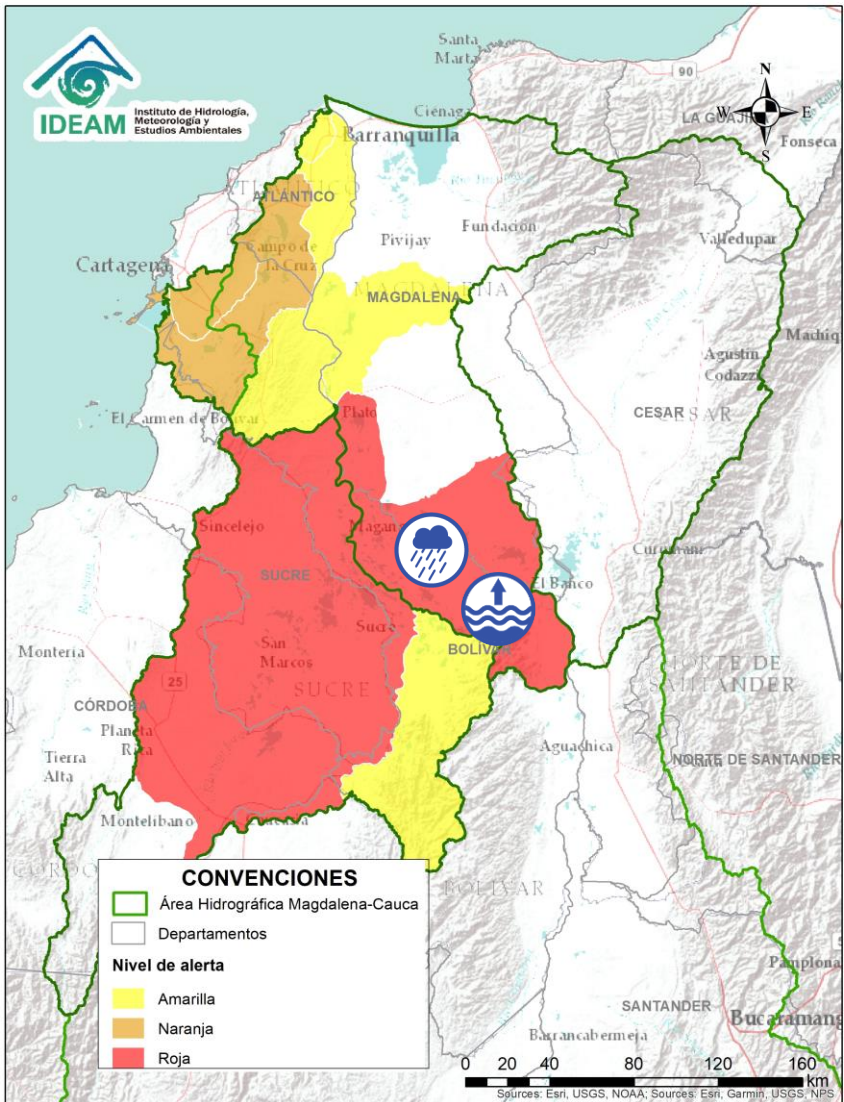 IDEAM
Instituto de Hidrología,
Meteorología y
Estudios Ambientales
Santa
Marta
90
N
W
E
S
LA GUAJIRA
Fonseca
Ciénaga
Barranquilla
ATLÁNTICO
Fundación
Pivijay
Valledupar
Campo de
la Cruz
Cartagena
MAGDALENA
MAGDALENA
Agustín
Codazzi
CESAR
CESAR
El Carmen de Bolívar
Plato
Sincelejo
Curumaní
El Banco
SUCRE
Sucre
San
Marcos
SUCRE
BOLÍVAR
Montería
25
CÓRDOBA
Planeta
Rica
Tierra
Alta
NORTE DE
SANTANDER
Aguachica
NORTE DE SANTANDER
Montelíbano
BOLÍVAR
CONVENCIONES
Área Hidrográfica Magdalena-Cauca
Departamentos
Nivel de alerta
Amarilla
Naranja
Roja
Pamplona
SANTANDER
Barrancabermeja
0 20 40 80 120 160
km
Sources: Esri, USGS, NOAA; Sources: Esri, Garmin, USGS, NPS